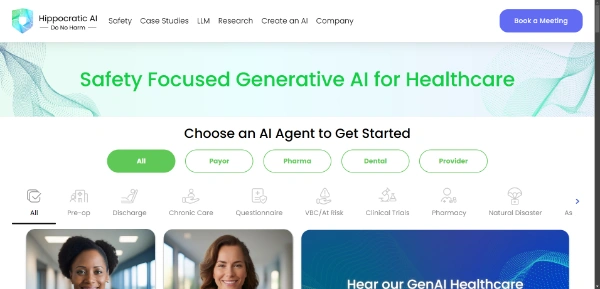 Hippocratic AI
Do No Harm
Safety Case Studies LLM Research Create an AI Company
Book a Meeting
Safety Focused Generative AI for Healthcare
Choose an AI Agent to Get Started
All Payor Pharma Dental Provider
All Pre-op Discharge Chronic Care Questionnaire VBC/At Risk Clinical Trials Pharmacy Natural Disaster As
Hear our GenAI Healthcare